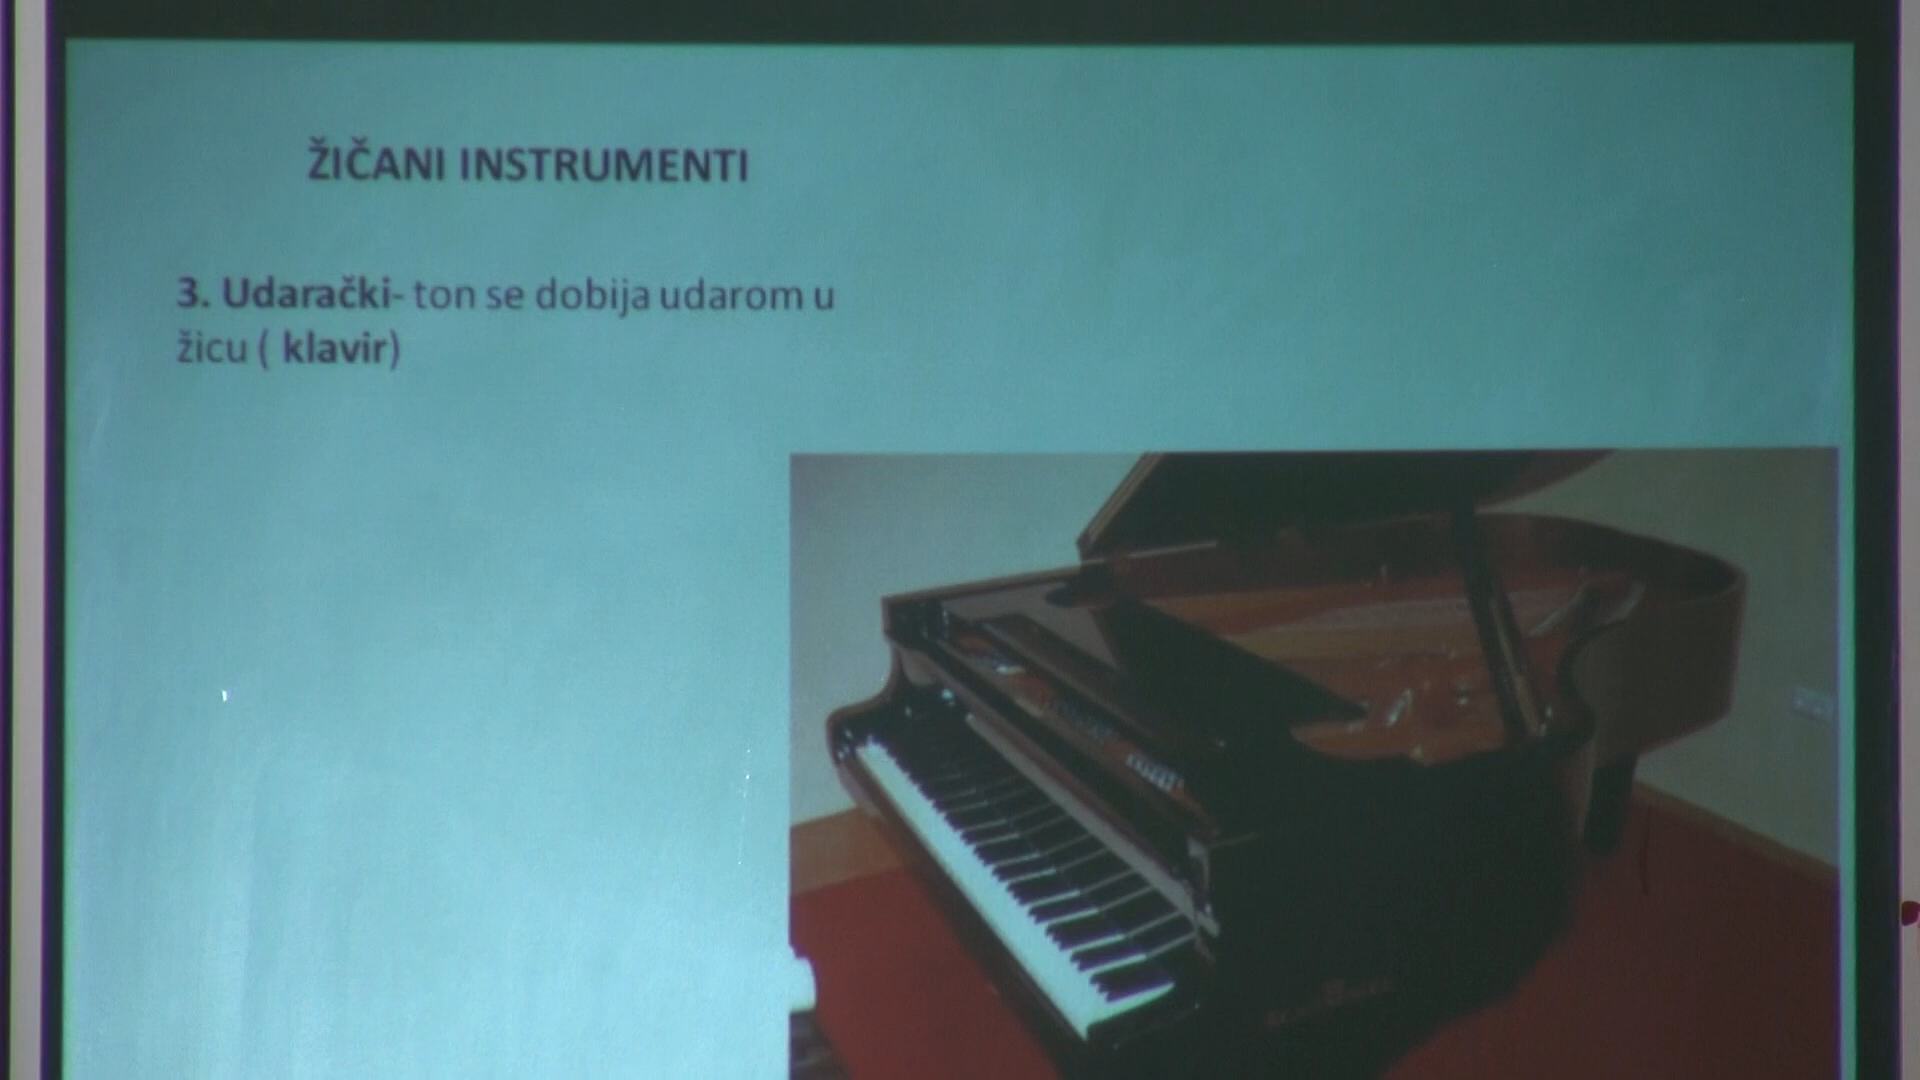 ŽIČANI INSTRUMENTI
3. Udarački- ton se dobija udarom u
žicu ( klavir)